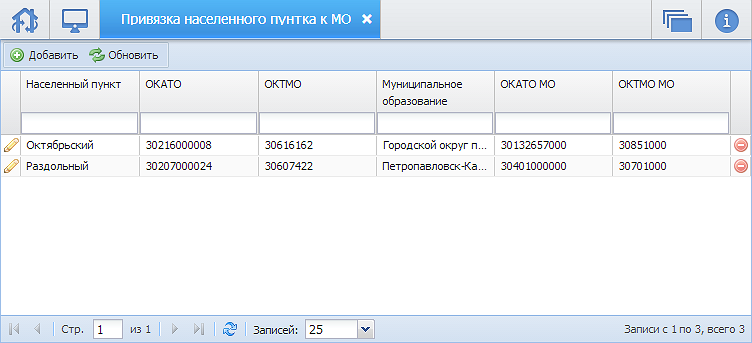 Привязка населенного пунтка к МО
Добавить Обновить
Населенный пункт ОКАТО ОКТМО Муниципальное образование ОКАТО МО ОКТМО МО
Октябрьский 30216000008 30616162 Городской округ п... 30132657000 30851000
Раздольный 30207000024 30607422 Петропавловск-Ка... 30401000000 30701000
Стр. 1 из 1 Записей: 25 Записи с 1 по 3, всего 3